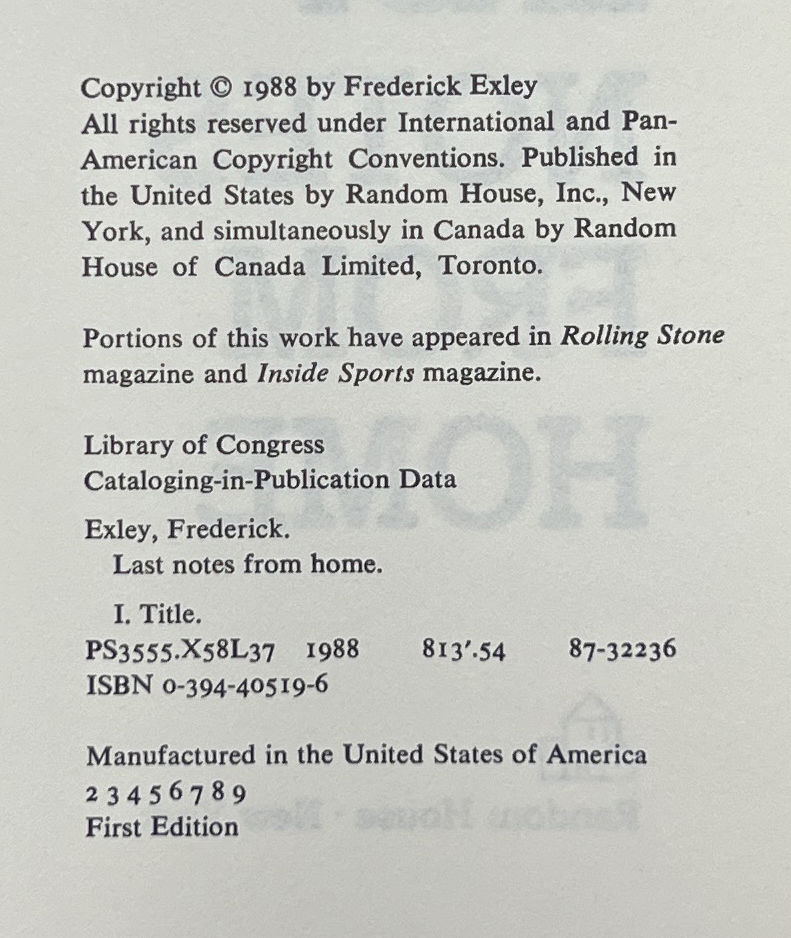 Copyright © 1988 by Frederick Exley
All rights reserved under International and Pan-
American Copyright Conventions. Published in
the United States by Random House, Inc., New
York, and simultaneously in Canada by Random
House of Canada Limited, Toronto.
Portions of this work have appeared in Rolling Stone
magazine and Inside Sports magazine.
Library of Congress
Cataloging-in-Publication Data
Exley, Frederick.
Last notes from home.
I. Title.
PS3555.X58L37 1988 813′.54 87-32236
ISBN 0-394-40519-6
Manufactured in the United States of America
2 3 4 5 6 7 8 9
First Edition